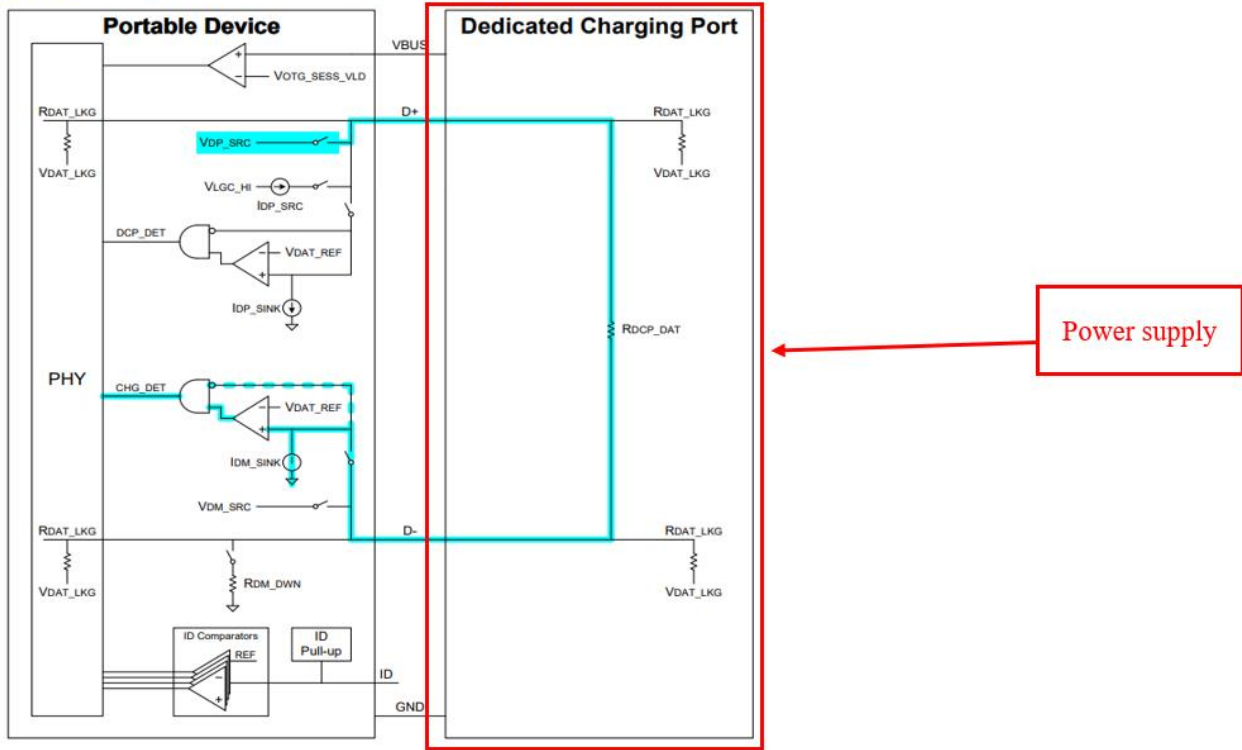 Portable Device
Dedicated Charging Port
VBUS
VOTG_SESS_VLD
RDAT_LKG
D+
RDAT_LKG
VDP_SRC
VDAT_LKG
VDAT_LKG
VLGC_HI
IDP_SRC
DCP_DET
VDAT_REF
IDP_SINK
RDCP_DAT
Power supply
PHY
CHG_DET
VDAT_REF
IDM_SINK
VDM_SRC
RDAT_LKG
D-
RDAT_LKG
RDM_DWN
VDAT_LKG
VDAT_LKG
ID Comparators
REF
ID
Pull-up
ID
GND